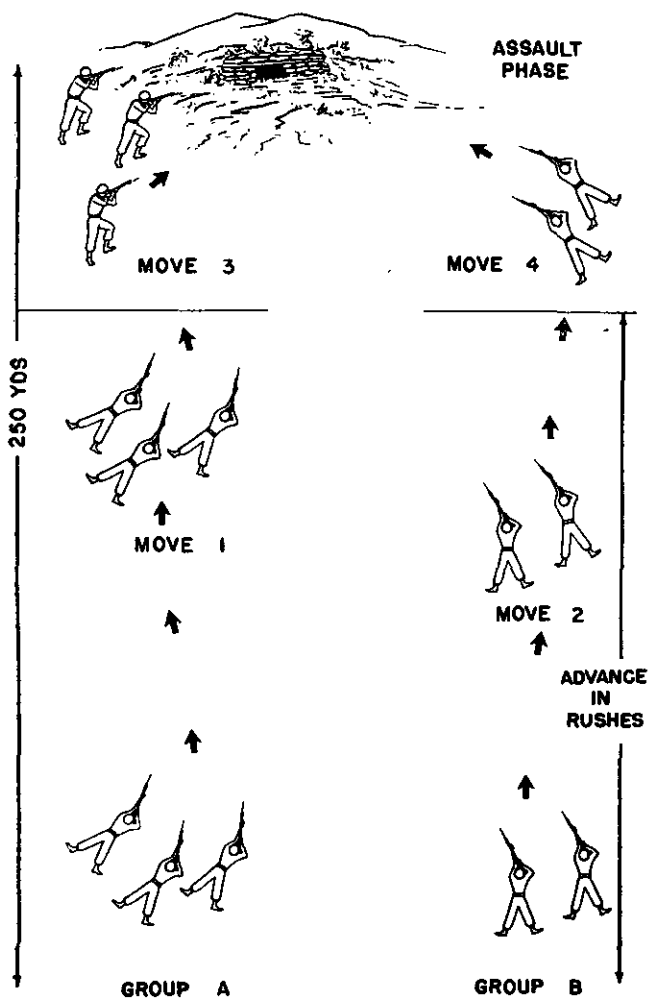 ASSAULT
PHASE
MOVE 3
MOVE 4
250 YDS
MOVE 1
MOVE 2
ADVANCE
IN
RUSHES
GROUP A
GROUP B